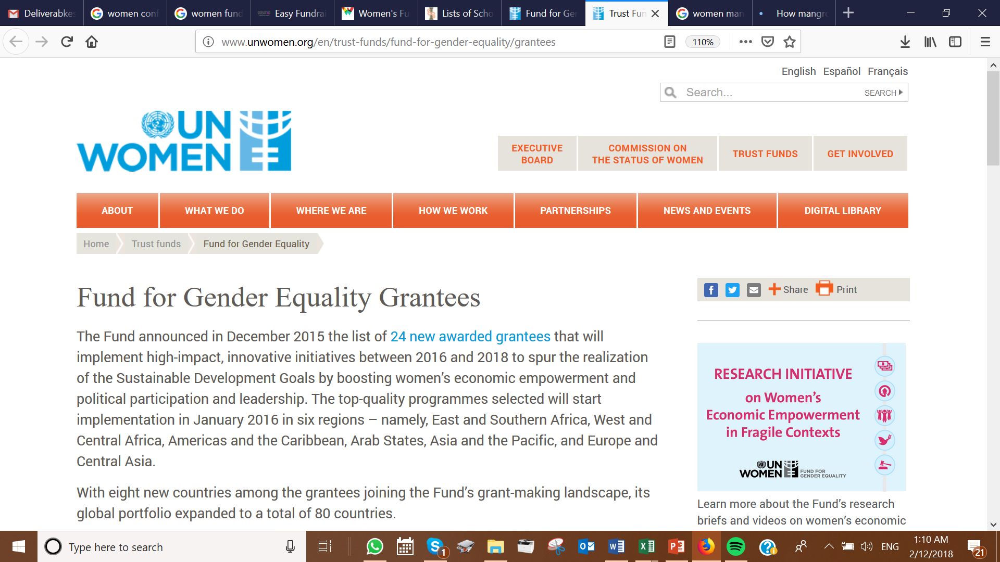 Deliverabkes
women conf
women fund
Easy Fundrai
Women's Fu
Lists of Scho
Fund for Ge
Trust Fun
women man
How mangro
www.unwomen.org/en/trust-funds/fund-for-gender-equality/grantees
110%
English Español Français
Search...
SEARCH
UN
WOMEN
EXECUTIVE
BOARD
COMMISSION ON
THE STATUS OF WOMEN
TRUST FUNDS
GET INVOLVED
ABOUT
WHAT WE DO
WHERE WE ARE
HOW WE WORK
PARTNERSHIPS
NEWS AND EVENTS
DIGITAL LIBRARY
Home
Trust funds
Fund for Gender Equality
Fund for Gender Equality Grantees
Share
Print
The Fund announced in December 2015 the list of 24 new awarded grantees that will
implement high-impact, innovative initiatives between 2016 and 2018 to spur the realization
of the Sustainable Development Goals by boosting women’s economic empowerment and
political participation and leadership. The top-quality programmes selected will start
implementation in January 2016 in six regions – namely, East and Southern Africa, West and
Central Africa, Americas and the Caribbean, Arab States, Asia and the Pacific, and Europe and
Central Asia.
With eight new countries among the grantees joining the Fund’s grant-making landscape, its
global portfolio expanded to a total of 80 countries.
RESEARCH INITIATIVE
on Women’s
Economic Empowerment
in Fragile Contexts
UN
WOMEN
FUND FOR
GENDER EQUALITY
Learn more about the Fund’s research
briefs and videos on women’s economic
Type here to search
1
ENG
1:10 AM
2/12/2018
21